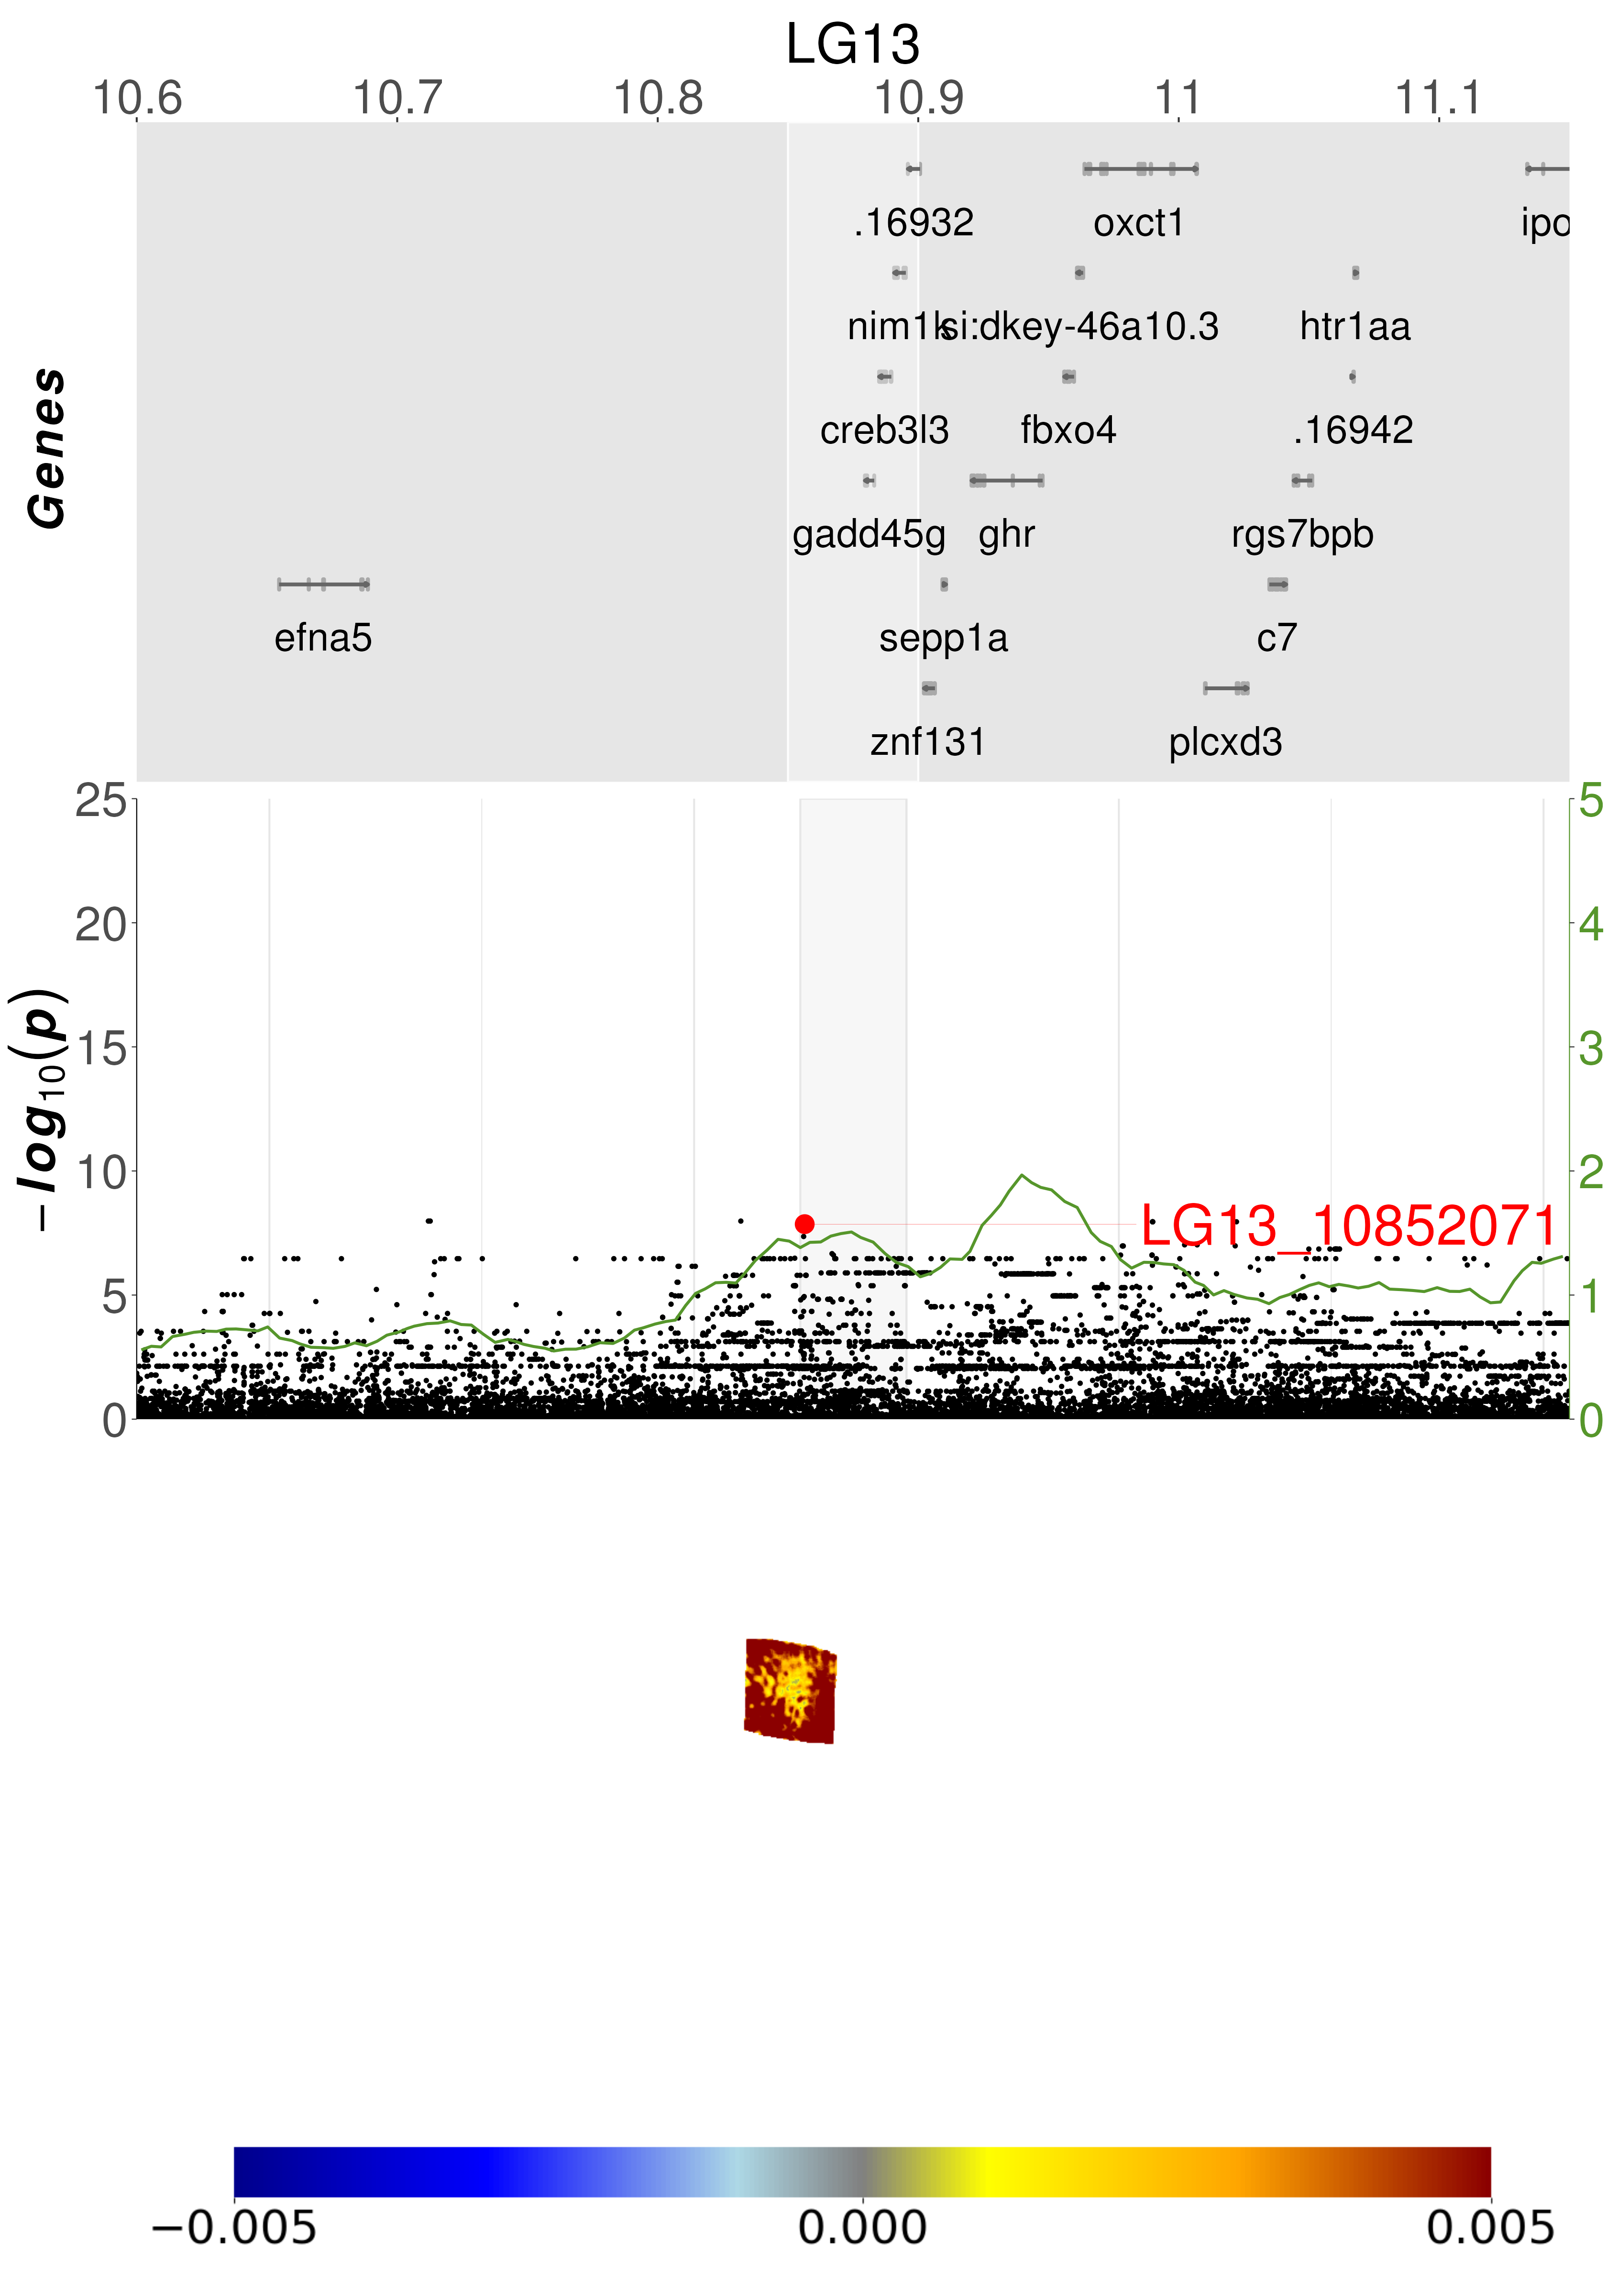 LG13
10.6 10.7 10.8 10.9 11 11.1
Genes
.16932 oxct1 ipo
nim1k si:dkey-46a10.3 htr1aa
creb3l3 fbxo4 .16942
gadd45g ghr rgs7bpb
efna5 sepp1a c7
znf131 plcxd3
25 5
20 4
−log10(p)
15 3
10 2
LG13_10852071
5 1
0 0
−0.005 0.000 0.005